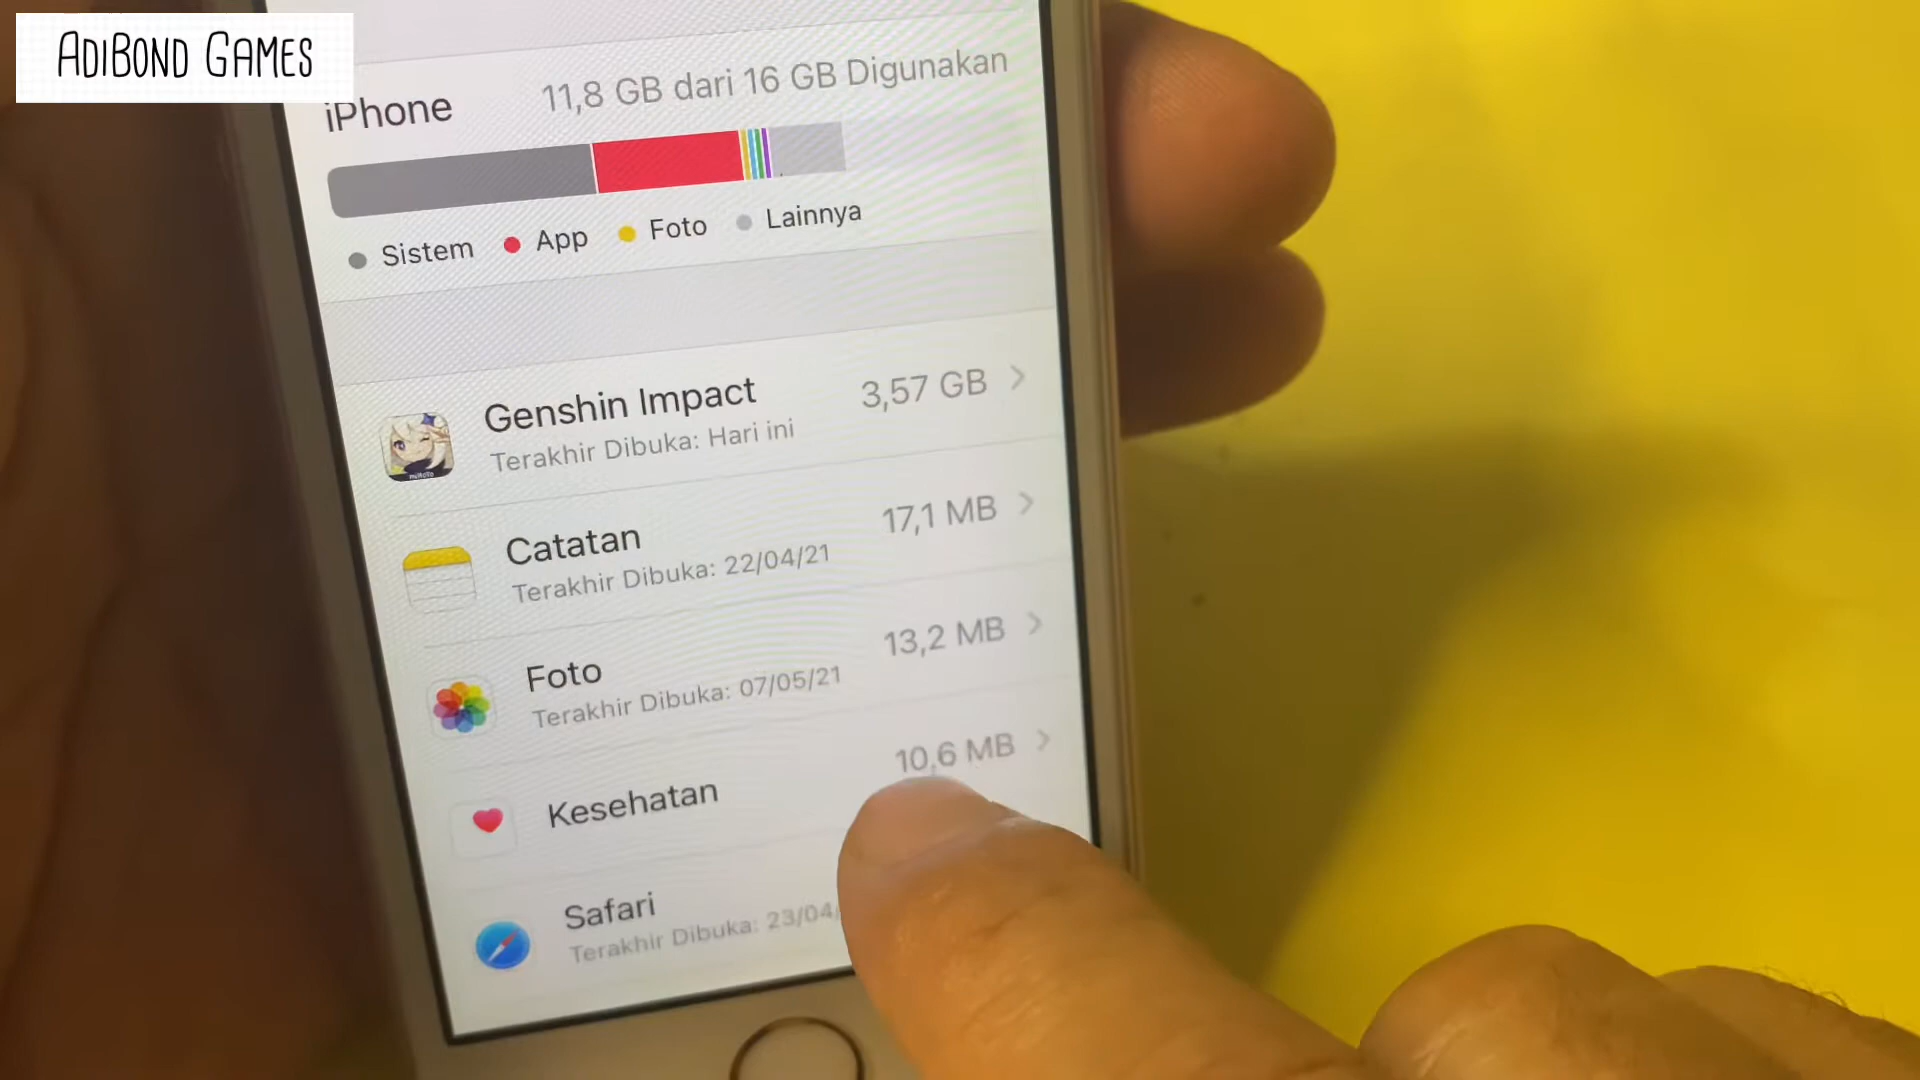 ADIBOND GAMES
iPhone 11,8 GB dari 16 GB Digunakan
Sistem App Foto Lainnya
Genshin Impact 3,57 GB
Terakhir Dibuka: Hari ini
Catatan 17,1 MB
Terakhir Dibuka: 22/04/21
Foto 13,2 MB
Terakhir Dibuka: 07/05/21
Kesehatan 10,6 MB
Safari
Terakhir Dibuka: 23/04/